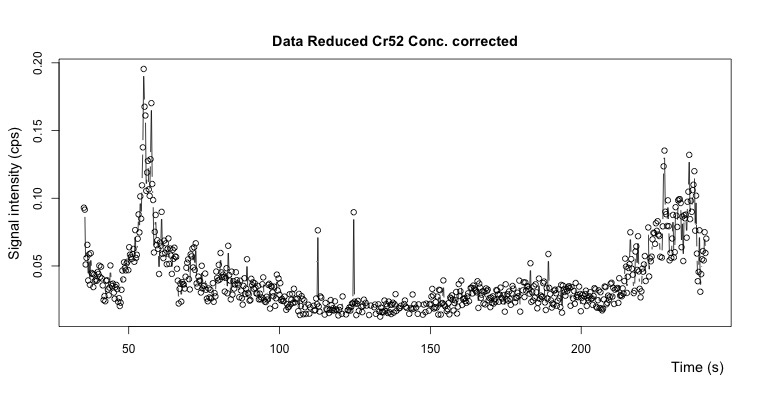 Data Reduced Cr52 Conc. corrected
Signal intensity (cps)
0.20
0.15
0.10
0.05
50 100 150 200
Time (s)